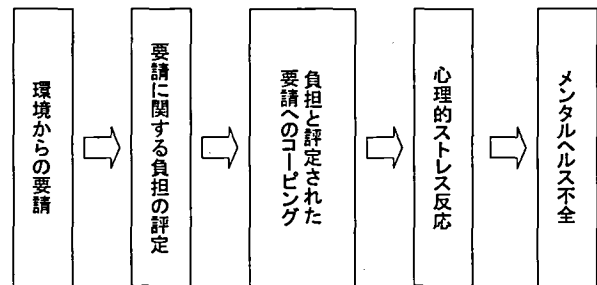 環境からの要請
要請に関する負担の評定
負担と評定された
要請へのコーピング
心理的ストレス反応
メンタルヘルス不全